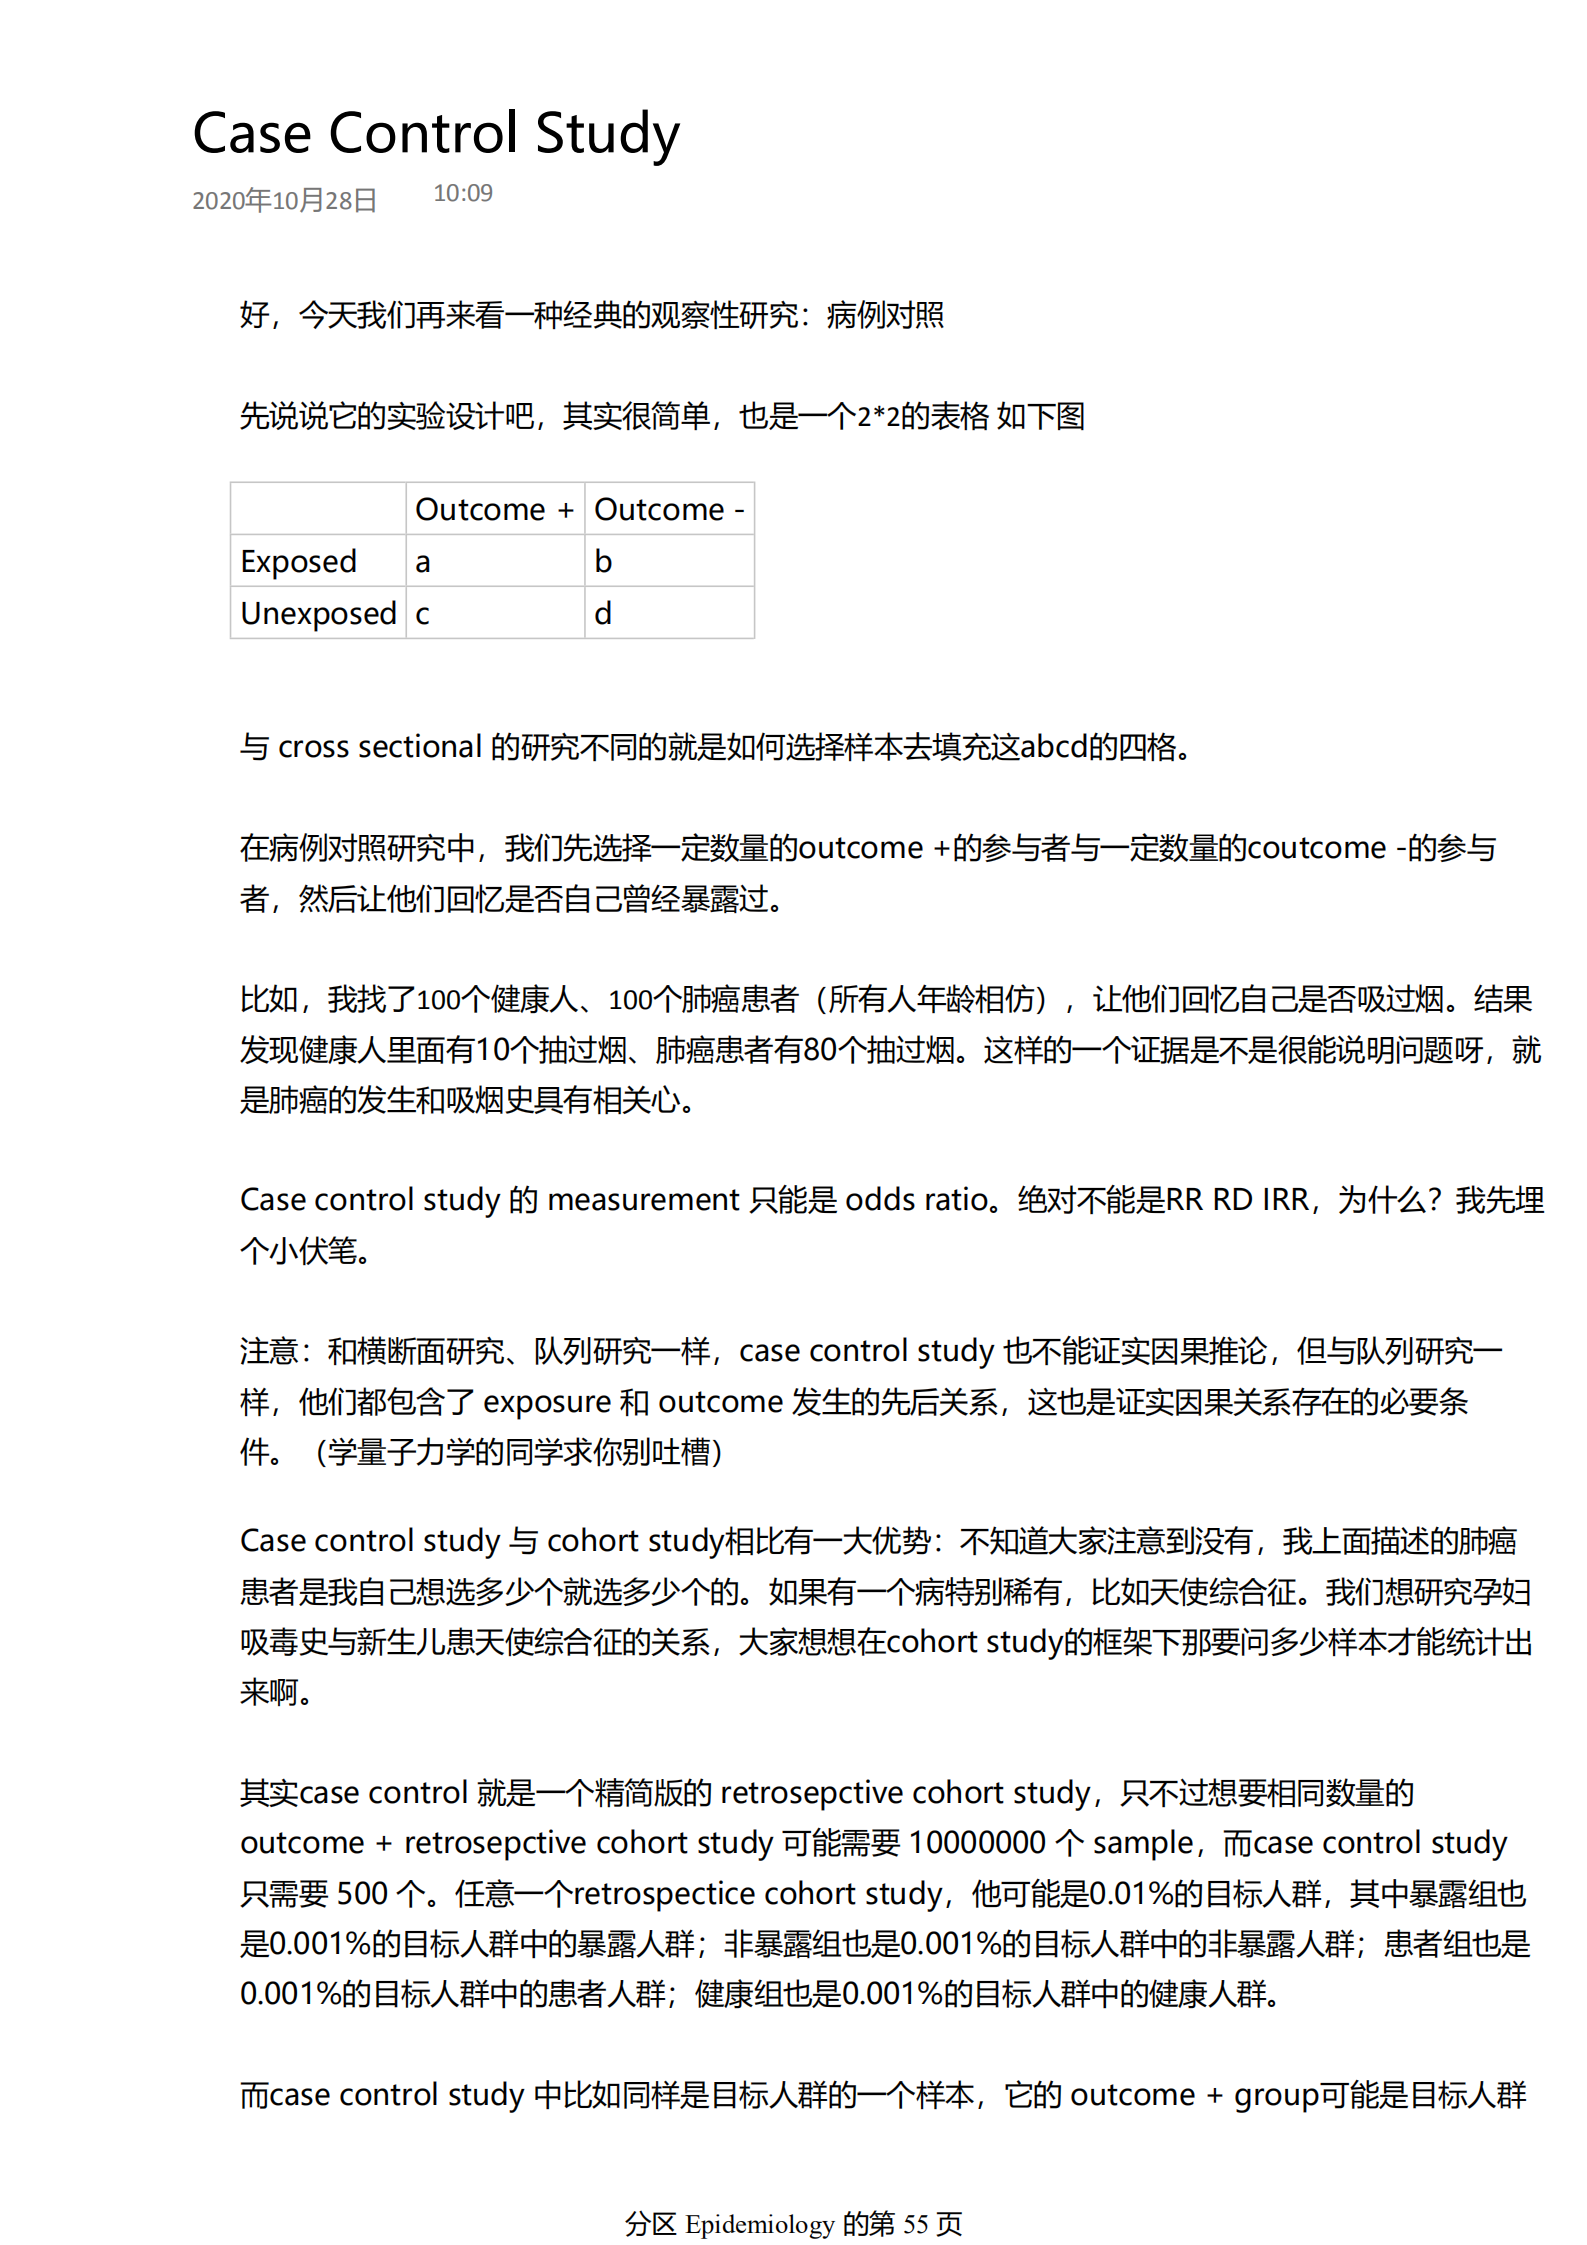 Case Control Study
2020年10月28日 10:09
好，今天我们再来看一种经典的观察性研究：病例对照
先说说它的实验设计吧，其实很简单，也是一个2*2的表格 如下图
Outcome + Outcome -
Exposed a b
Unexposed c d
与 cross sectional 的研究不同的就是如何选择样本去填充这abcd的四格。
在病例对照研究中，我们先选择一定数量的outcome +的参与者与一定数量的coutcome -的参与
者，然后让他们回忆是否自己曾经暴露过。
比如，我找了100个健康人、100个肺癌患者（所有人年龄相仿），让他们回忆自己是否吸过烟。结果
发现健康人里面有10个抽过烟、肺癌患者有80个抽过烟。这样的一个证据是不是很能说明问题呀，就
是肺癌的发生和吸烟史具有相关心。
Case control study 的 measurement 只能是 odds ratio。绝对不能是RR RD IRR，为什么？我先埋
个小伏笔。
注意：和横断面研究、队列研究一样，case control study 也不能证实因果推论，但与队列研究一
样，他们都包含了 exposure 和 outcome 发生的先后关系，这也是证实因果关系存在的必要条
件。（学量子力学的同学求你别吐槽）
Case control study 与 cohort study相比有一大优势：不知道大家注意到没有，我上面描述的肺癌
患者是我自己想选多少个就选多少个的。如果有一个病特别稀有，比如天使综合征。我们想研究孕妇
吸毒史与新生儿患天使综合征的关系，大家想想在cohort study的框架下那要问多少样本才能统计出
来啊。
其实case control 就是一个精简版的 retrosepctive cohort study，只不过想要相同数量的
outcome + retrosepctive cohort study 可能需要 10000000 个 sample，而case control study
只需要 500 个。任意一个retrospectice cohort study，他可能是0.01%的目标人群，其中暴露组也
是0.001%的目标人群中的暴露人群；非暴露组也是0.001%的目标人群中的非暴露人群；患者组也是
0.001%的目标人群中的患者人群；健康组也是0.001%的目标人群中的健康人群。
而case control study 中比如同样是目标人群的一个样本，它的 outcome + group可能是目标人群
分区 Epidemiology 的第 55 页